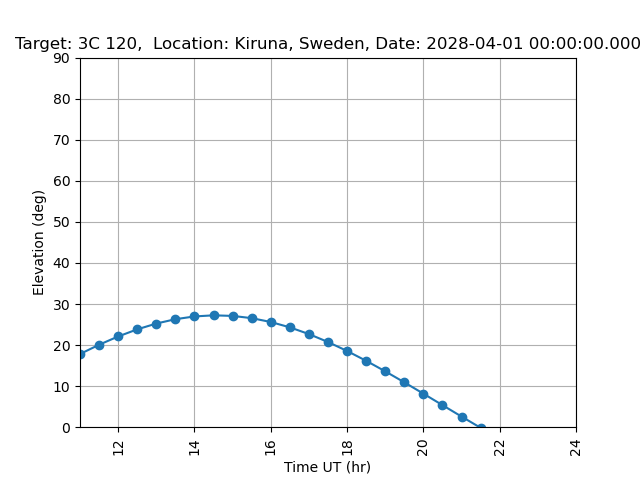 Target: 3C 120,  Location: Kiruna, Sweden, Date: 2028-04-01 00:00:00.000
90
80
70
60
50
40
30
20
10
0
Elevation (deg)
12 14 16 18 20 22 24
Time UT (hr)